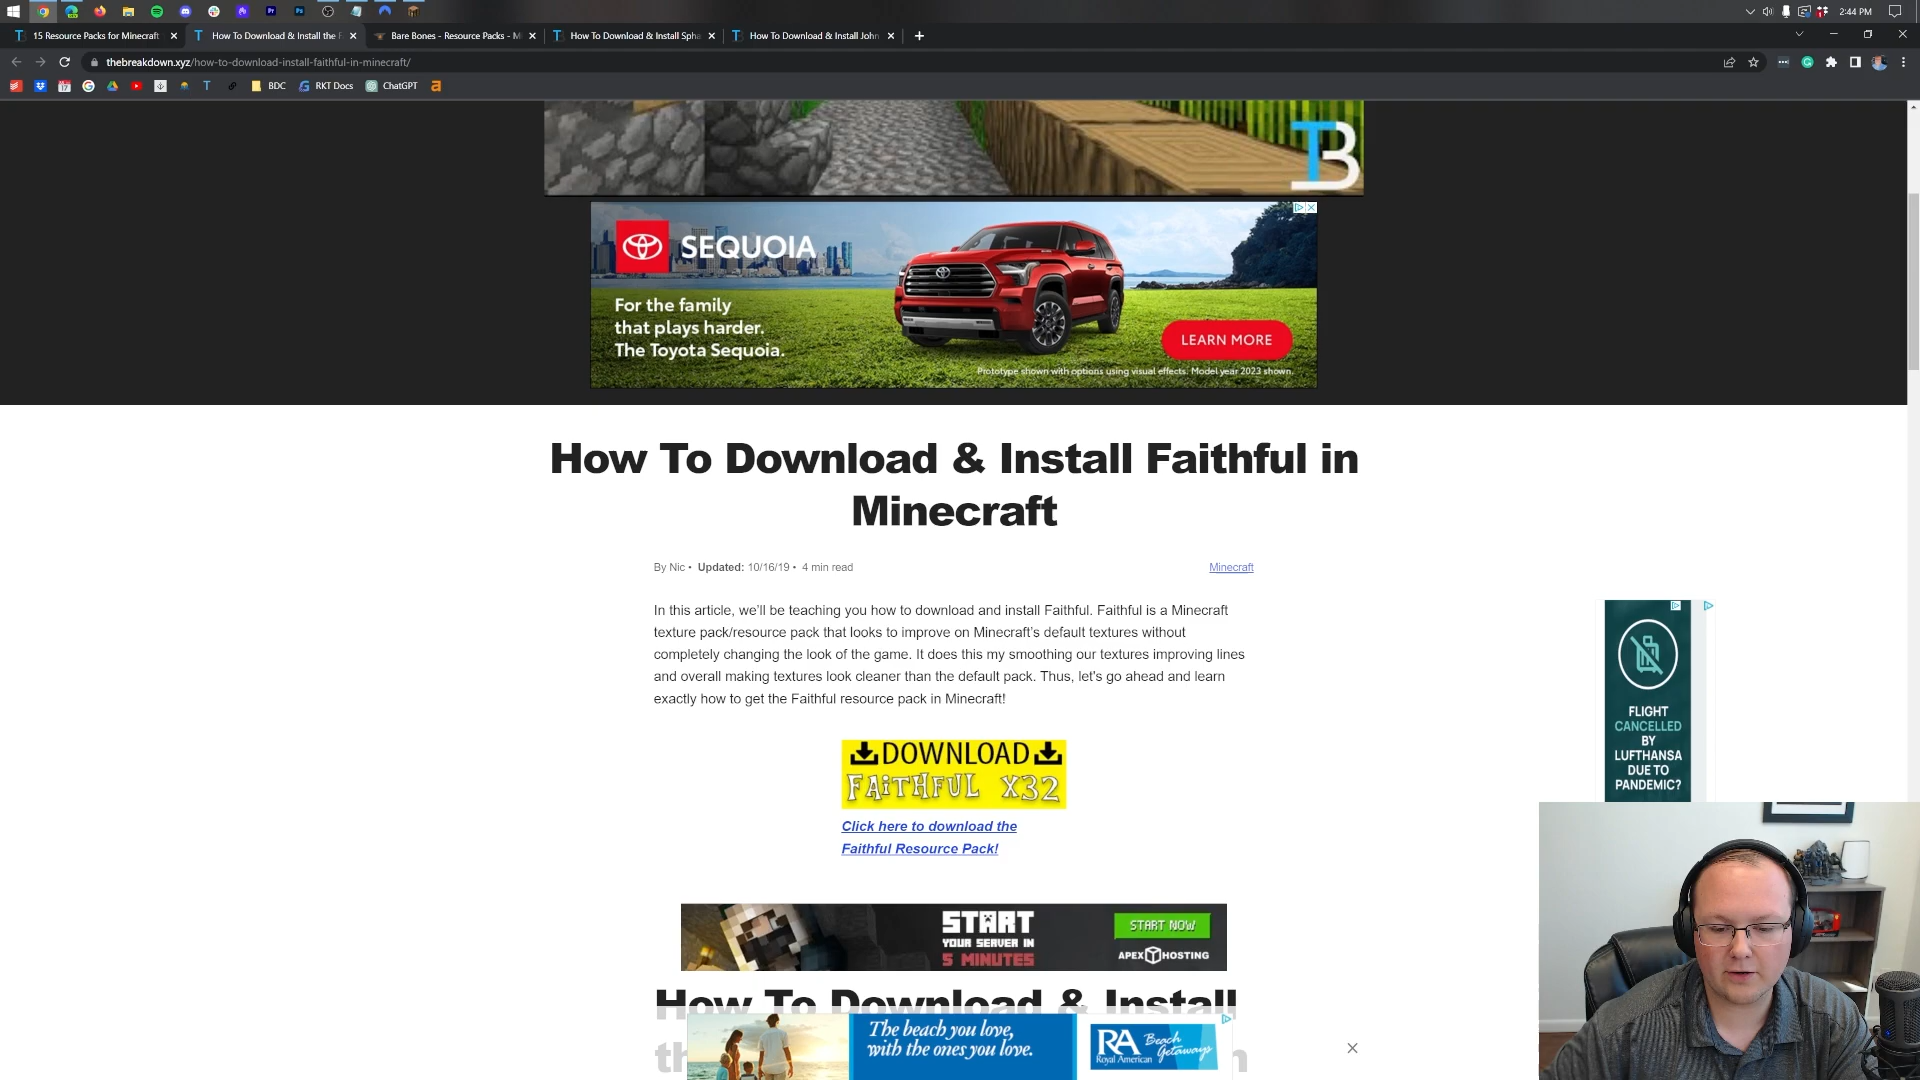 2:44 PM
15 Resource Packs for Minecraft
How To Download & Install the F
Bare Bones - Resource Packs - M
How To Download & Install Spha
How To Download & Install John
thebreakdown.xyz/how-to-download-install-faithful-in-minecraft/
BDC
RKT Docs
ChatGPT
TB
SEQUOIA
For the family
that plays harder.
The Toyota Sequoia.
LEARN MORE
Prototype shown with options using visual effects. Model year 2023 shown.
How To Download & Install Faithful in
Minecraft
By Nic • Updated: 10/16/19 • 4 min read
Minecraft
In this article, we'll be teaching you how to download and install Faithful. Faithful is a Minecraft
texture pack/resource pack that looks to improve on Minecraft's default textures without
completely changing the look of the game. It does this my smoothing our textures improving lines
and overall making textures look cleaner than the default pack. Thus, let's go ahead and learn
exactly how to get the Faithful resource pack in Minecraft!
DOWNLOAD
FAITHFUL X32
Click here to download the
Faithful Resource Pack!
FLIGHT
CANCELLED
BY
LUFTHANSA
DUE TO
PANDEMIC?
START
YOUR SERVER IN
5 MINUTES
START NOW
APEX HOSTING
How To Download & Install
The beach you love,
with the ones you love.
RA
Royal American
Beach
Getaways